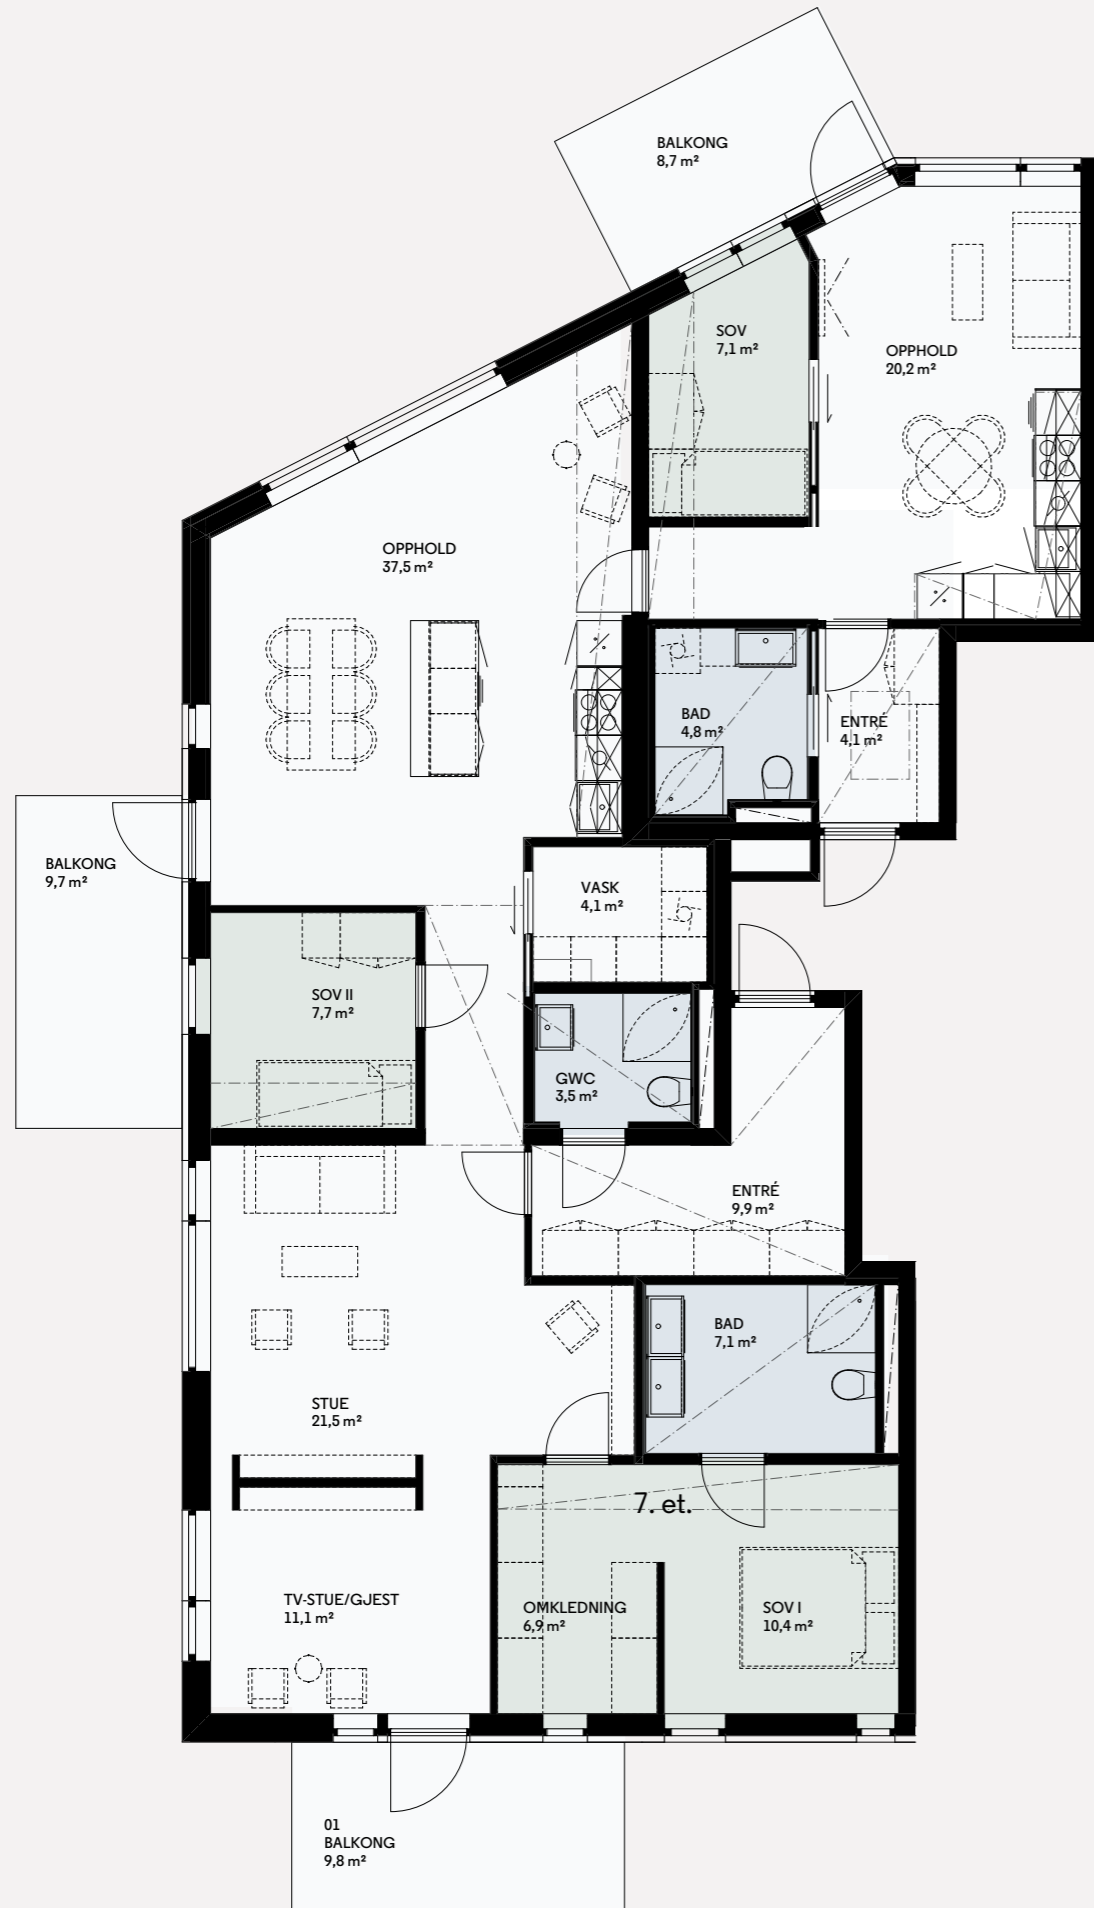 BALKONG
8,7 m²
SOV
7,1 m²
OPPHOLD
20,2 m²
OPPHOLD
37,5 m²
BAD
4,8 m²
ENTRÉ
4,1 m²
BALKONG
9,7 m²
VASK
4,1 m²
SOV II
7,7 m²
GWC
3,5 m²
ENTRÉ
9,9 m²
BAD
7,1 m²
STUE
21,5 m²
7. et.
TV-STUE/GJEST
11,1 m²
OMKLEDNING
6,9 m²
SOV I
10,4 m²
01
BALKONG
9,8 m²